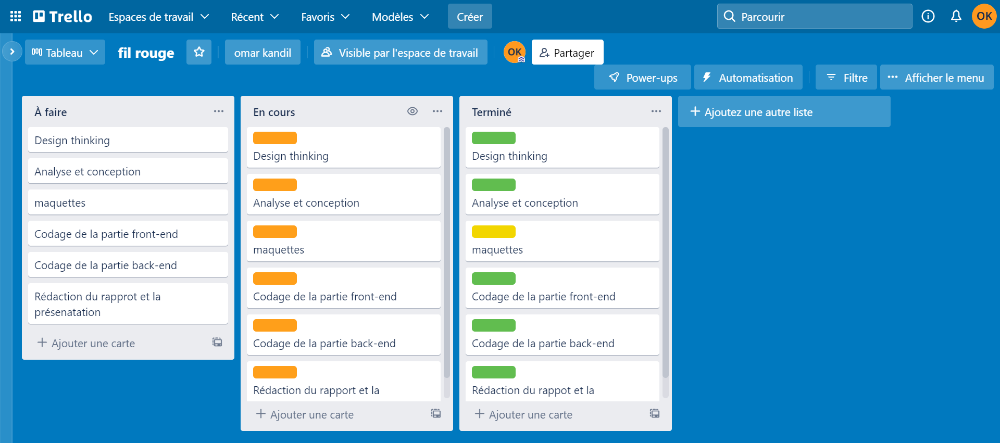 Trello
Espaces de travail
Récent
Favoris
Modèles
Créer
Parcourir
OK
Tableau
fil rouge
omar kandil
Visible par l'espace de travail
OK
Partager
Power-ups
Automatisation
Filtre
Afficher le menu
À faire
Design thinking
Analyse et conception
maquettes
Codage de la partie front-end
Codage de la partie back-end
Rédaction du rapprot et la
présenatation
Ajouter une carte
En cours
Design thinking
Analyse et conception
maquettes
Codage de la partie front-end
Codage de la partie back-end
Rédaction du rapport et la
Ajouter une carte
Terminé
Design thinking
Analyse et conception
maquettes
Codage de la partie front-end
Codage de la partie back-end
Rédaction du rappot et la
Ajouter une carte
Ajoutez une autre liste